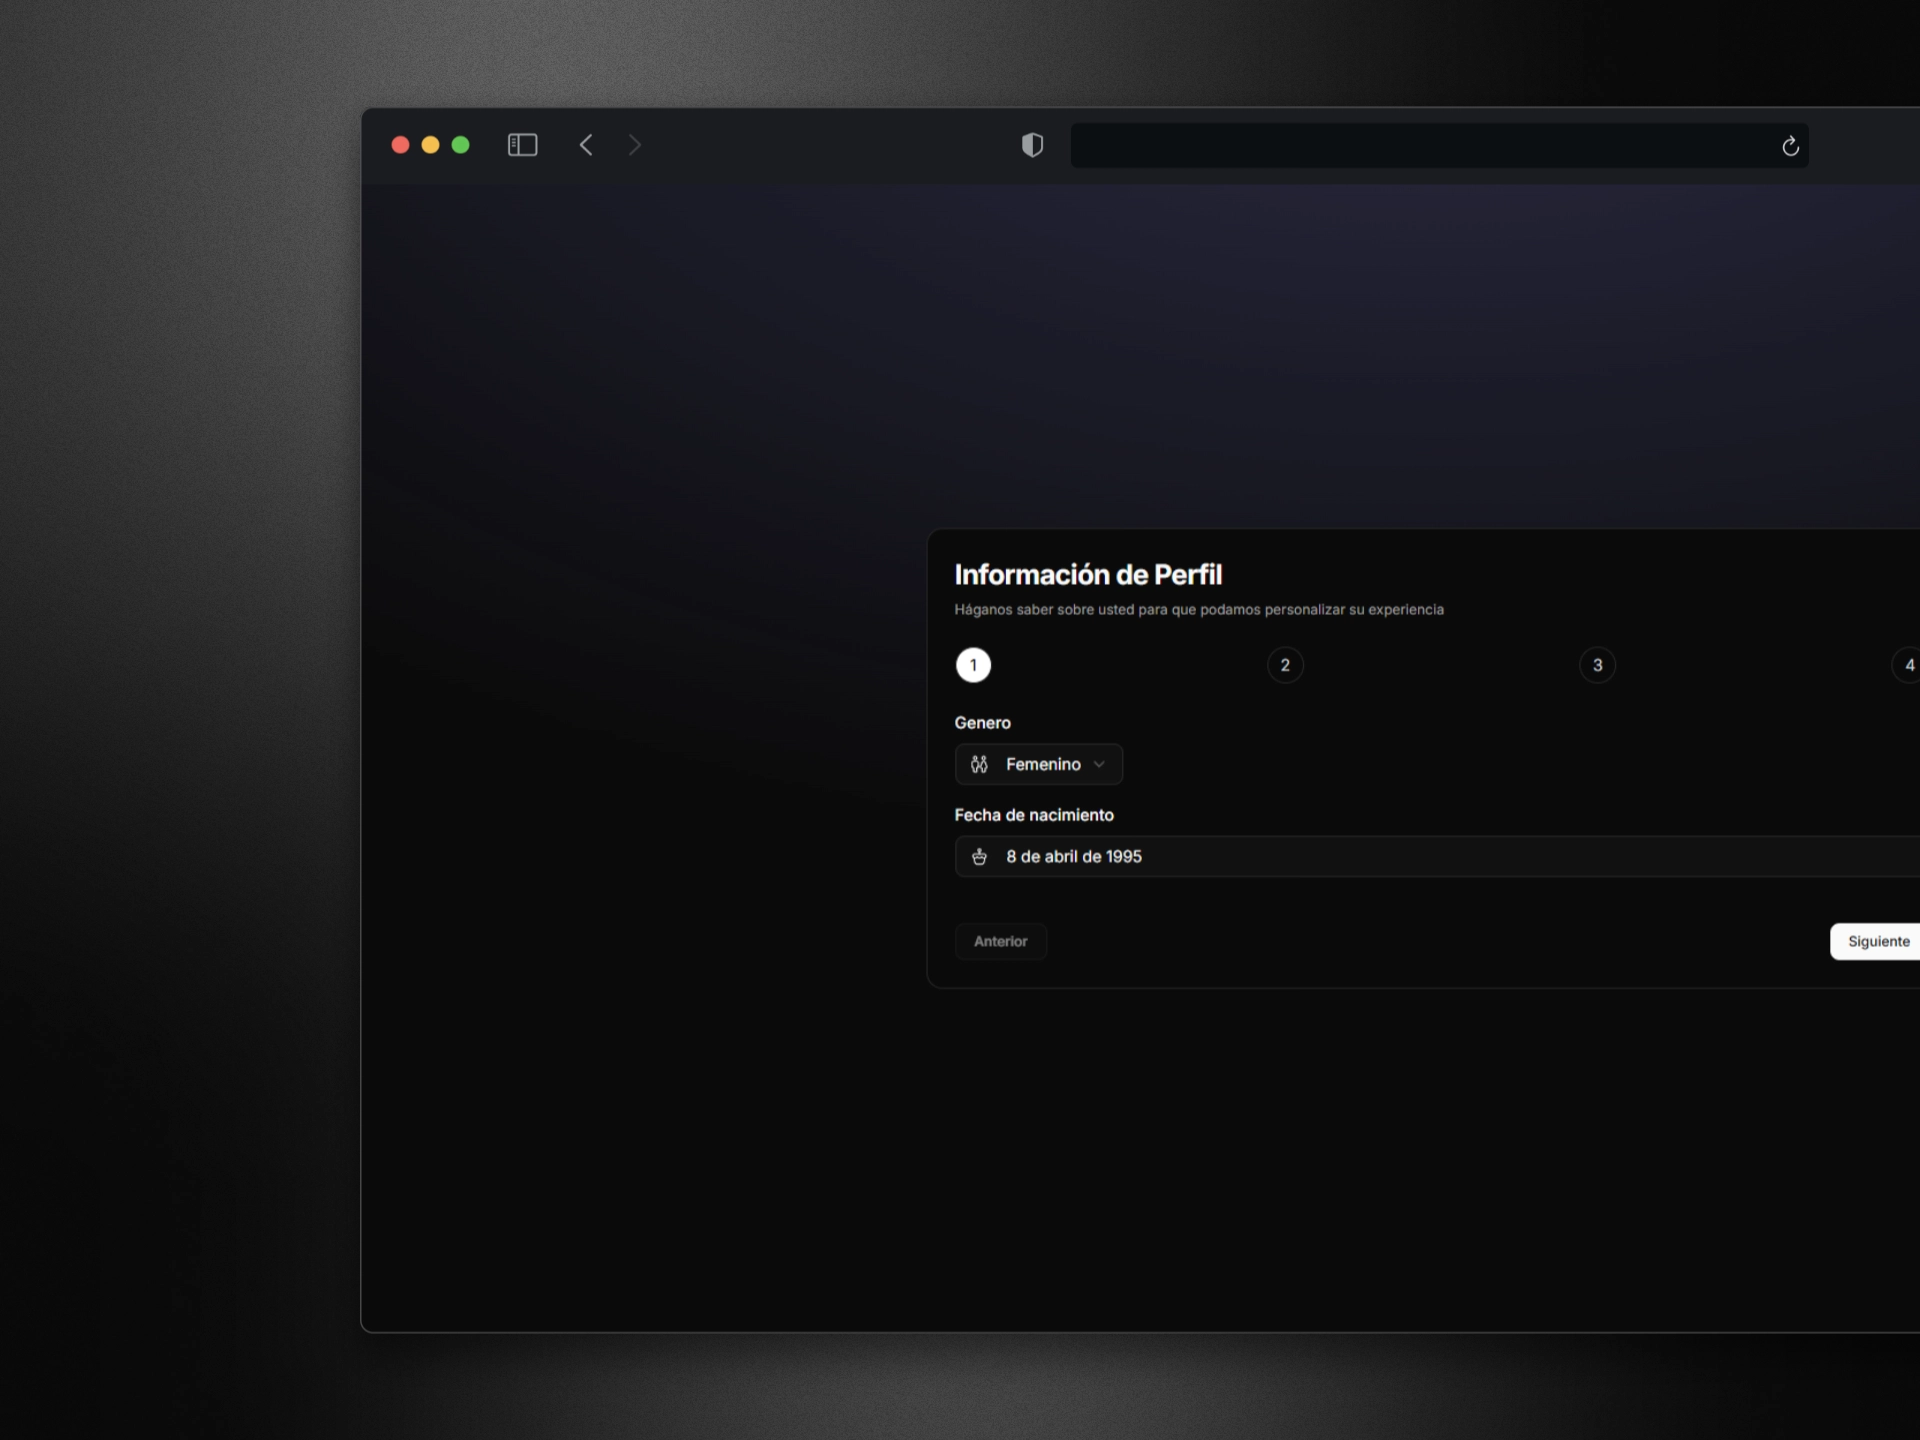 Información de Perfil
Háganos saber sobre usted para que podamos personalizar su experiencia
1 2 3 4
Genero
Femenino
Fecha de nacimiento
8 de abril de 1995
Anterior Siguiente